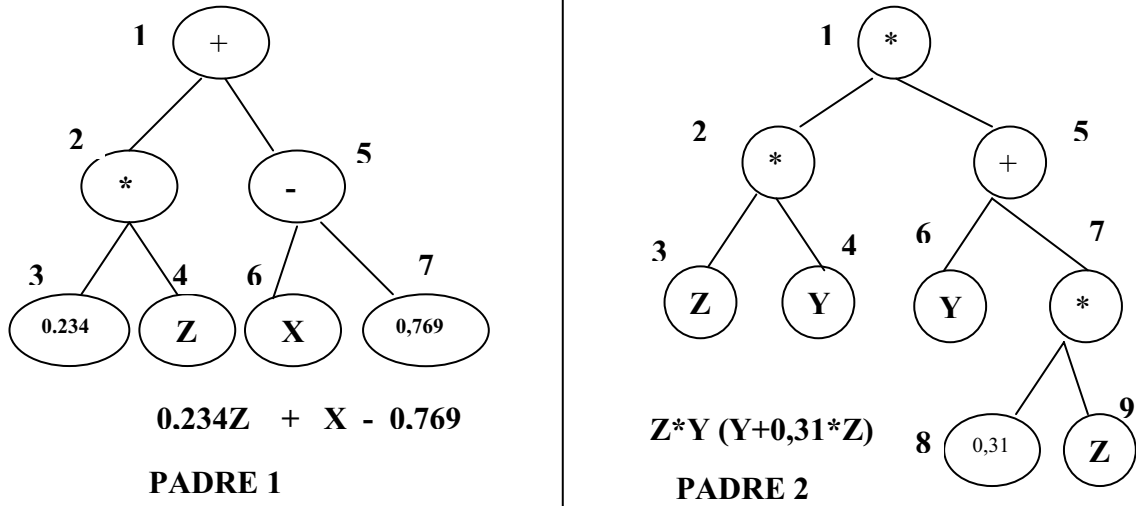 1
+
2
*
5
-
3
0.234
4
Z
6
X
7
0,769
0,234Z + X - 0,769
PADRE 1
1
*
2
*
5
+
3
Z
4
Y
6
Y
7
*
8
0,31
9
Z
Z*Y (Y+0,31*Z)
PADRE 2